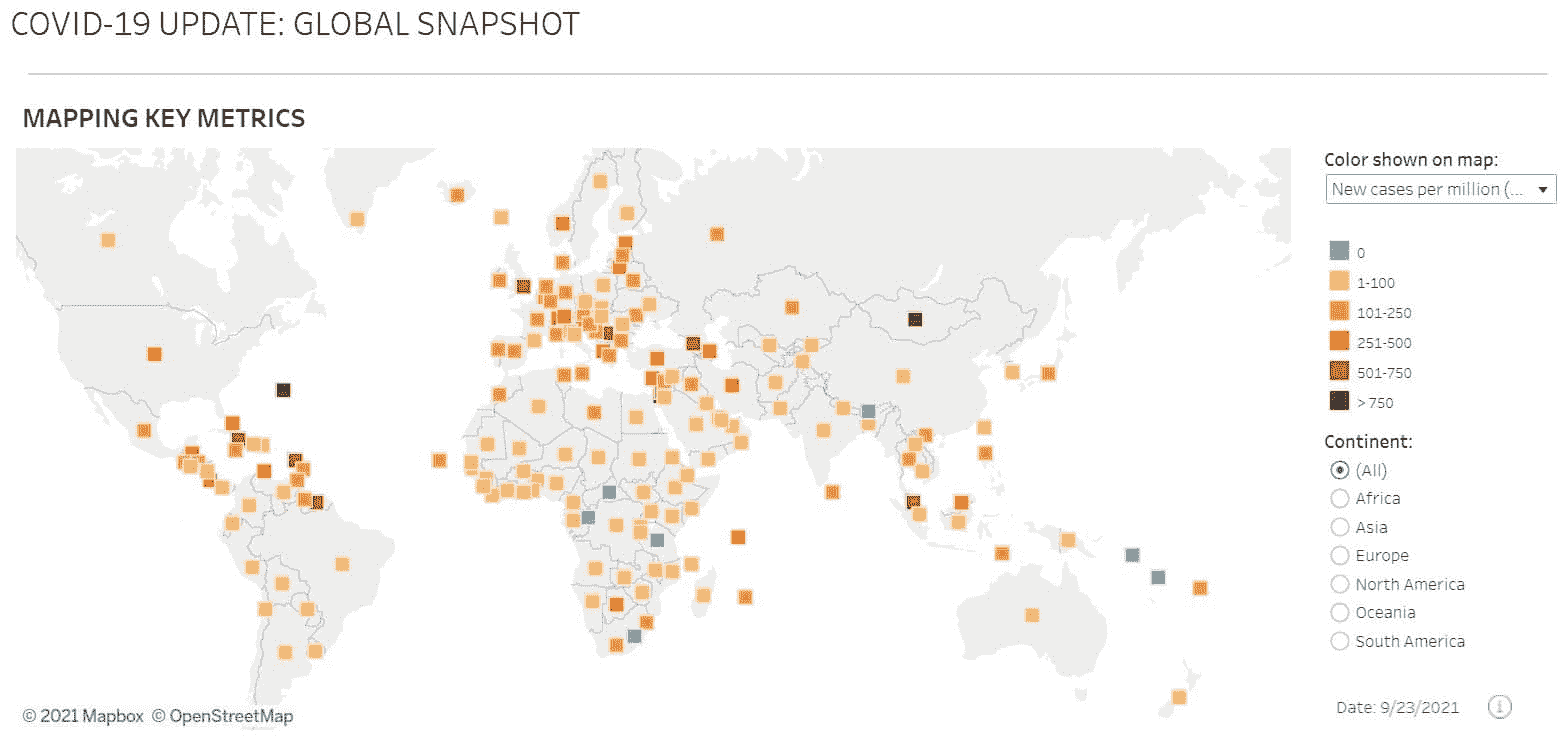 COVID-19 UPDATE: GLOBAL SNAPSHOT
MAPPING KEY METRICS
Color shown on map:
New cases per million (...
0
1-100
101-250
251-500
501-750
> 750
Continent:
(All)
Africa
Asia
Europe
North America
Oceania
South America
© 2021 Mapbox © OpenStreetMap
Date: 9/23/2021